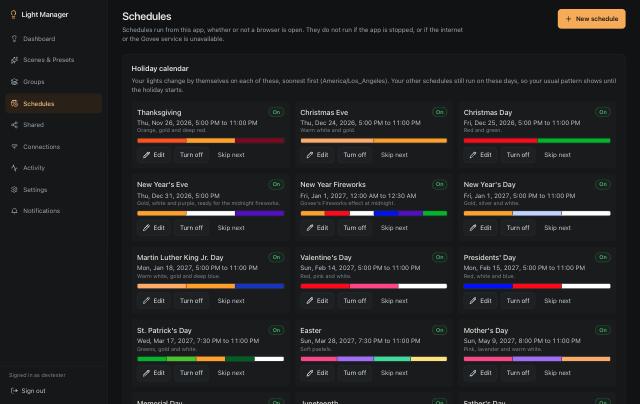 Light Manager
Dashboard
Scenes & Presets
Groups
Schedules
Shared
Connections
Activity
Settings
Notifications
Signed in as devtester
Sign out
Schedules
Schedules run from this app, whether or not a browser is open. They do not run if the app is stopped, or if the internet
or the Govee service is unavailable.
+ New schedule
Holiday calendar
Your lights change by themselves on each of these, soonest first (America/Los_Angeles). Your other schedules still run on these days, so your usual pattern shows until
the holiday starts.
Thanksgiving On
Thu, Nov 26, 2026, 5:00 PM to 11:00 PM
Orange, gold and deep red.
Edit Turn off Skip next
Christmas Eve On
Thu, Dec 24, 2026, 5:00 PM to 11:00 PM
Warm white and gold.
Edit Turn off Skip next
Christmas Day On
Fri, Dec 25, 2026, 5:00 PM to 11:00 PM
Red and green.
Edit Turn off Skip next
New Year's Eve On
Thu, Dec 31, 2026, 5:00 PM
Gold, white and purple, ready for the midnight fireworks.
Edit Turn off Skip next
New Year Fireworks On
Fri, Jan 1, 2027, 12:00 AM to 12:30 AM
Govee's Fireworks effect at midnight.
Edit Turn off Skip next
New Year's Day On
Fri, Jan 1, 2027, 5:00 PM to 11:00 PM
Gold, silver and white.
Edit Turn off Skip next
Martin Luther King Jr. Day On
Mon, Jan 18, 2027, 5:00 PM to 11:00 PM
Warm white, gold and deep blue.
Edit Turn off Skip next
Valentine's Day On
Sun, Feb 14, 2027, 5:00 PM to 11:00 PM
Red, pink and white.
Edit Turn off Skip next
Presidents' Day On
Mon, Feb 15, 2027, 5:00 PM to 11:00 PM
Red, white and blue.
Edit Turn off Skip next
St. Patrick's Day On
Wed, Mar 17, 2027, 7:30 PM to 11:00 PM
Greens, gold and white.
Edit Turn off Skip next
Easter On
Sun, Mar 28, 2027, 7:30 PM to 11:00 PM
Soft pastels.
Edit Turn off Skip next
Mother's Day On
Sun, May 9, 2027, 8:00 PM to 11:00 PM
Pink, lavender and warm white.
Edit Turn off Skip next
Memorial Day
Juneteenth
Father's Day